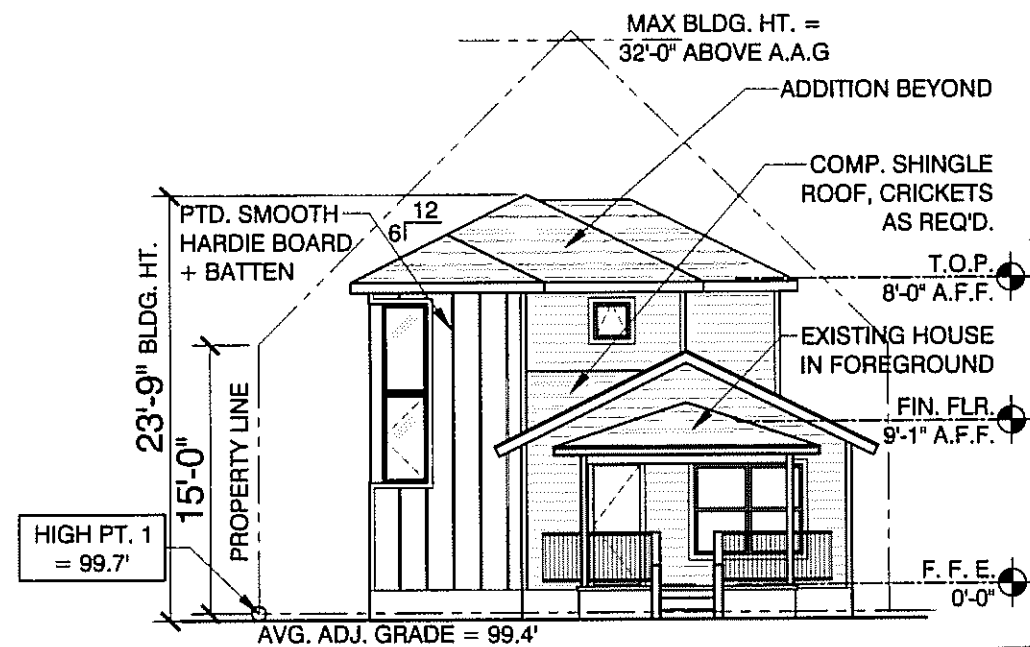 MAX BLDG. HT. =
32'-0" ABOVE A.A.G
ADDITION BEYOND
COMP. SHINGLE
ROOF, CRICKETS
AS REQ'D.
PTD. SMOOTH
HARDIE BOARD
+ BATTEN
12
6
T.O.P.
8'-0" A.F.F.
EXISTING HOUSE
IN FOREGROUND
FIN. FLR.
9'-1" A.F.F.
F. F. E.
0'-0"
23'-9" BLDG. HT.
15'-0"
PROPERTY LINE
HIGH PT. 1
= 99.7'
AVG. ADJ. GRADE = 99.4'